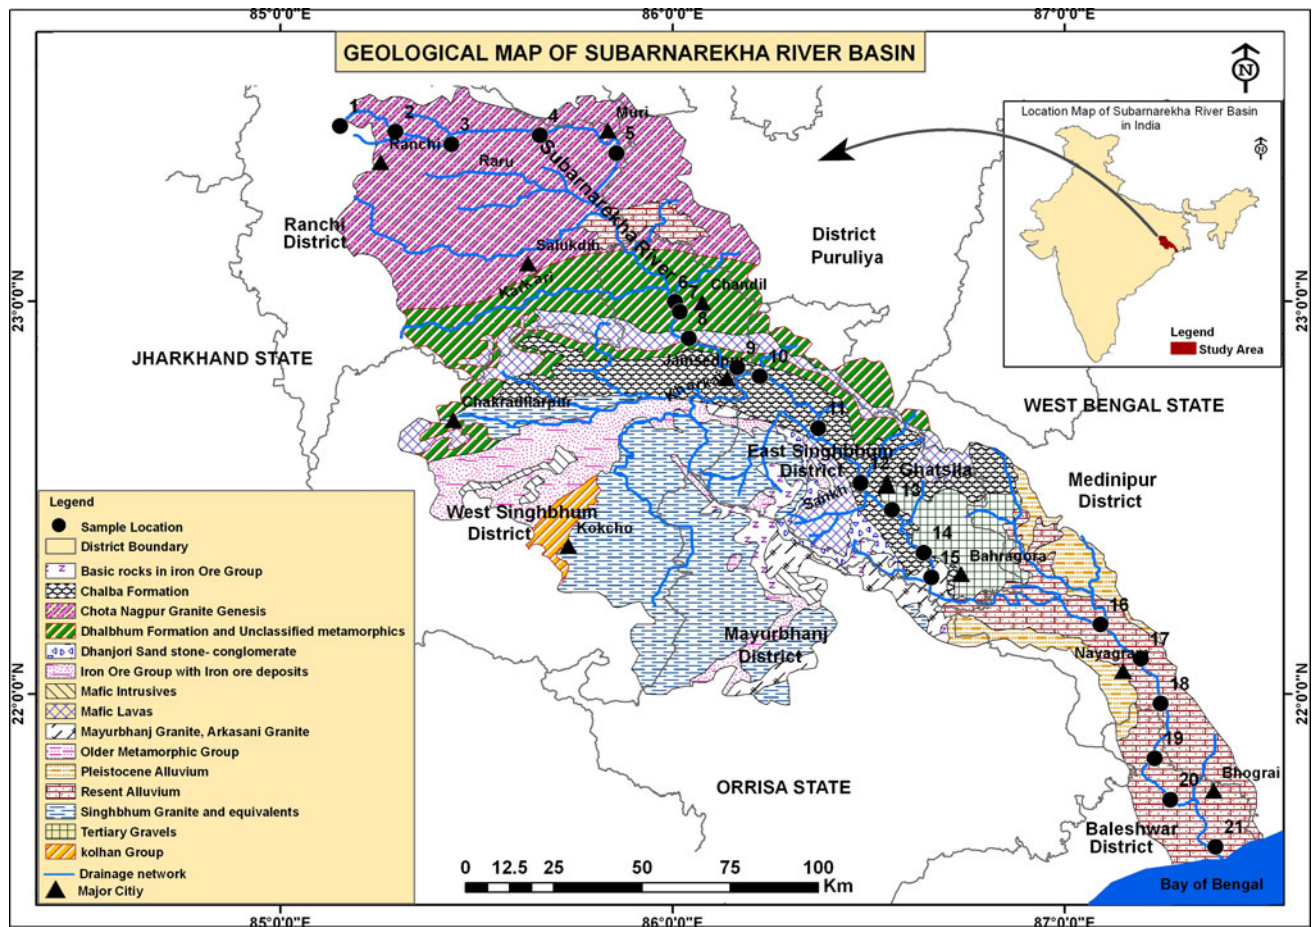 85°0'0"E
86°0'0"E
87°0'0"E
GEOLOGICAL MAP OF SUBARNAREKHA RIVER BASIN
N
Location Map of Subarnarekha River Basin
in India
N
Legend
Study Area
1
2
3
4
5
Muri
Ranchi
Raru
Subarnarekha River
Ranchi
District
District
Puruliya
Salukdih
Karkari
6
7
Chandil
8
23°0'0"N
23°0'0"N
JHARKHAND STATE
9
10
Kharkai
Chakradharpur
11
WEST BENGAL STATE
East Singhbhum
District
12
Ghatsila
13
Sankh
Medinipur
District
West Singhbhum
District
Kokcho
14
15
Bahragora
16
Mayurbhanj
District
17
Nayagram
18
22°0'0"N
22°0'0"N
19
20
Bhograi
ORRISA STATE
Baleshwar
District
21
Bay of Bengal
Legend
Sample Location
District Boundary
Basic rocks in iron Ore Group
Chalba Formation
Chota Nagpur Granite Genesis
Dhalbhum Formation and Unclassified metamorphics
Dhanjori Sand stone- conglomerate
Iron Ore Group with Iron ore deposits
Mafic Intrusives
Mafic Lavas
Mayurbhanj Granite, Arkasani Granite
Older Metamorphic Group
Pleistocene Alluvium
Resent Alluvium
Singhbhum Granite and equivalents
Tertiary Gravels
kolhan Group
Drainage network
Major Citiy
0 12.5 25 50 75 100
Km
85°0'0"E
86°0'0"E
87°0'0"E